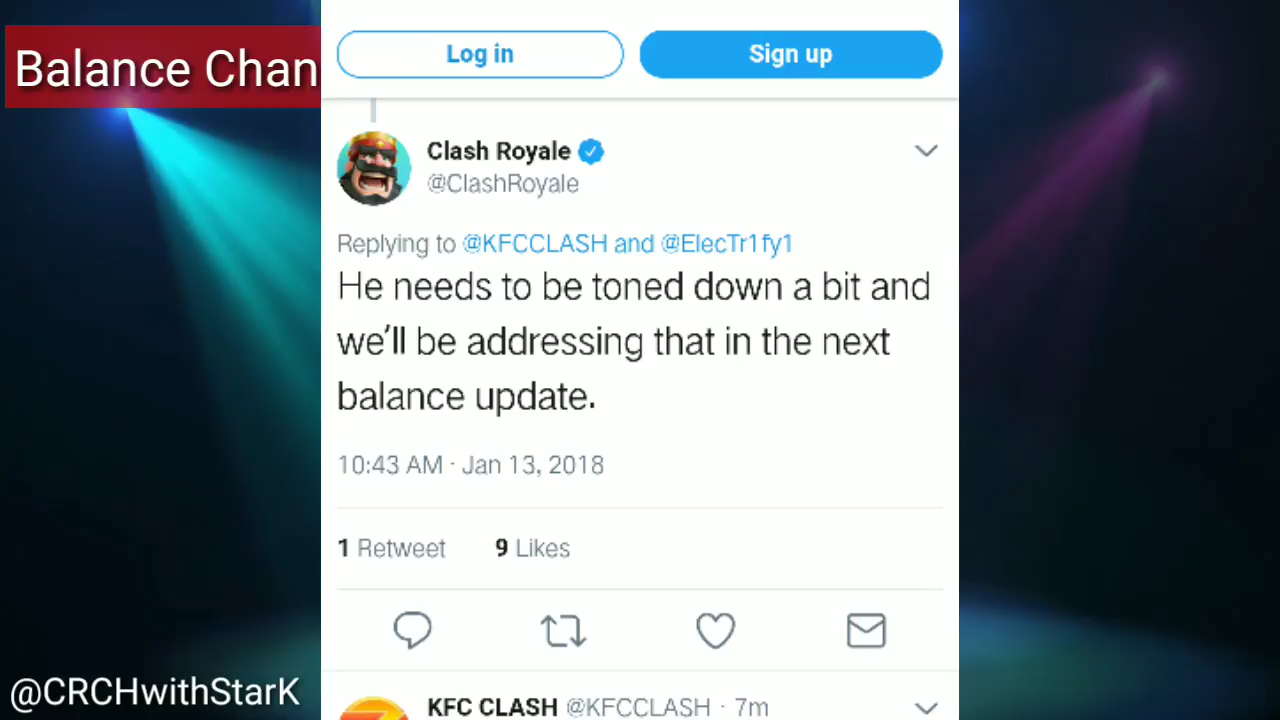 Balance Chan
Log in
Sign up
Clash Royale
@ClashRoyale
Replying to @KFCCLASH and @ElecTr1fy1
He needs to be toned down a bit and
we'll be addressing that in the next
balance update.
10:43 AM · Jan 13, 2018
1 Retweet 9 Likes
KFC CLASH @KFCCLASH · 7m
@CRCHwithStarK